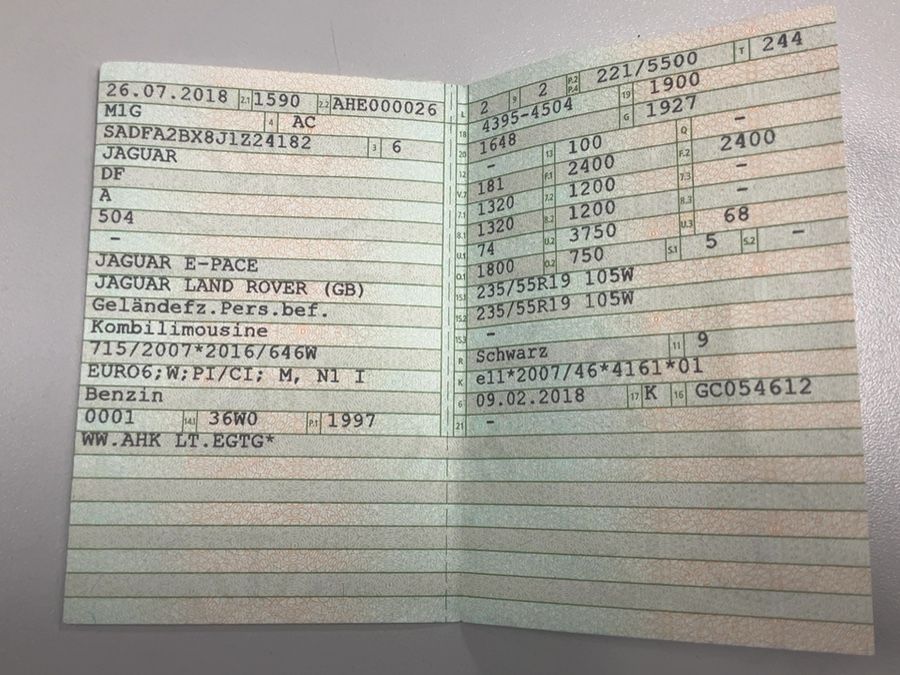 26.07.2018 2.1 1590 2.2 AHE000026
M1G 4 AC
SADFA2BX8J1Z24182 3 6
JAGUAR
DF
A
504
-
JAGUAR E-PACE
JAGUAR LAND ROVER (GB)
Geländefz.Pers.bef.
Kombilimousine
715/2007*2016/646W
EURO6;W;PI/CI; M, N1 I
Benzin
0001 14.1 36W0 P.1 1997
WW.AHK LT.EGTG*
L 2 9 2 P.2 P.4 221/5500 T 244
18 4395-4504 19 1900
20 1648 G 1927
12 - 13 100 Q -
V.7 181 F.1 2400 F.2 2400
7.1 1320 7.2 1200 7.3 -
8.1 1320 8.2 1200 8.3 -
U.1 74 U.2 3750 U.3 68
O.1 1800 O.2 750 S.1 5 S.2 -
15.1 235/55R19 105W
15.2 235/55R19 105W
15.3 -
R Schwarz 11 9
K e11*2007/46*4161*01
6 09.02.2018 17 K 16 GC054612
21 -